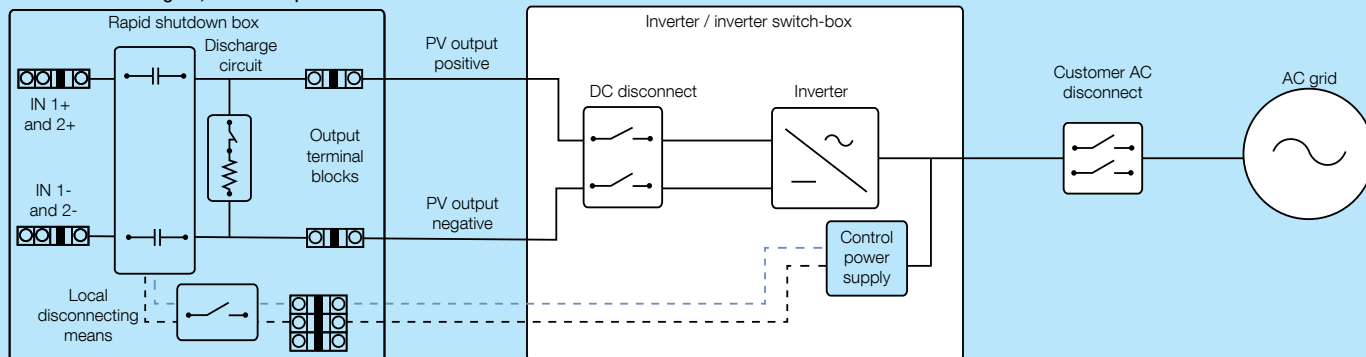 Rapid shutdown box
Inverter / inverter switch-box
Discharge
circuit
PV output
positive
IN 1+
and 2+
DC disconnect
Inverter
Customer AC
disconnect
AC grid
Output
terminal
blocks
IN 1-
and 2-
PV output
negative
Control
power
supply
Local
disconnecting
means